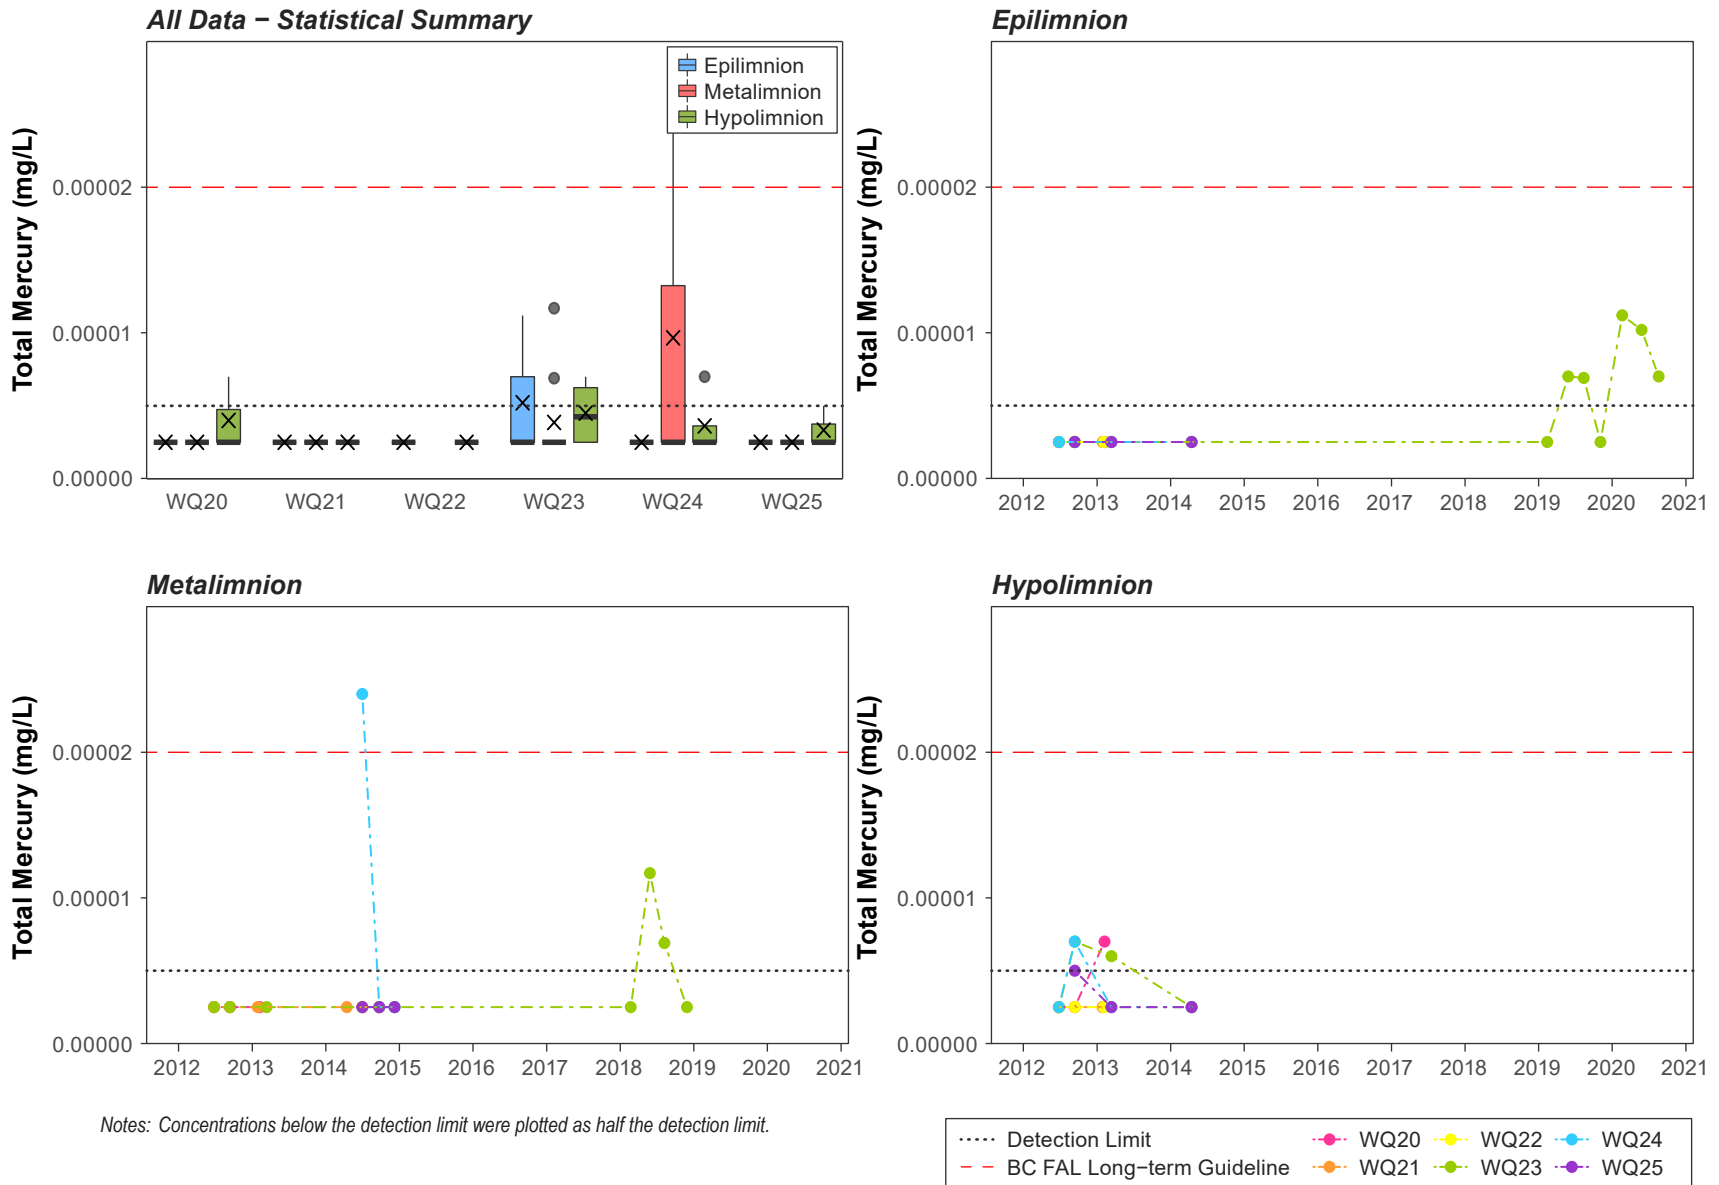 All Data − Statistical Summary
Epilimnion
Metalimnion
Hypolimnion
Total Mercury (mg/L)
0.00002
0.00001
0.00000
WQ20 WQ21 WQ22 WQ23 WQ24 WQ25
Epilimnion
Total Mercury (mg/L)
0.00002
0.00001
0.00000
2012 2013 2014 2015 2016 2017 2018 2019 2020 2021
Metalimnion
Total Mercury (mg/L)
0.00002
0.00001
0.00000
2012 2013 2014 2015 2016 2017 2018 2019 2020 2021
Hypolimnion
Total Mercury (mg/L)
0.00002
0.00001
0.00000
2012 2013 2014 2015 2016 2017 2018 2019 2020 2021
Notes: Concentrations below the detection limit were plotted as half the detection limit.
Detection Limit WQ20 WQ22 WQ24
BC FAL Long−term Guideline WQ21 WQ23 WQ25